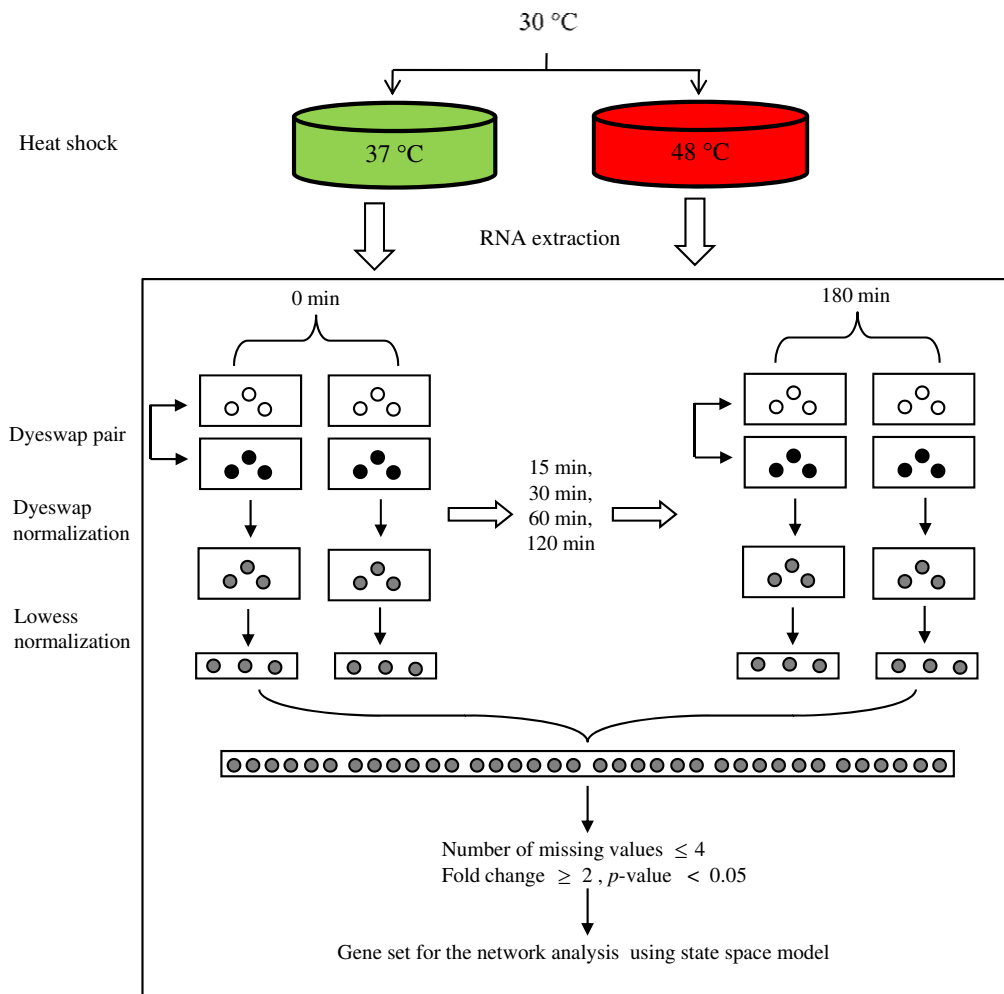 30 °C
Heat shock
37 °C
48 °C
RNA extraction
0 min
180 min
Dyeswap pair
15 min,
30 min,
60 min,
120 min
Dyeswap
normalization
Lowess
normalization
Number of missing values ≤ 4
Fold change ≥ 2 , p-value < 0.05
Gene set for the network analysis using state space model